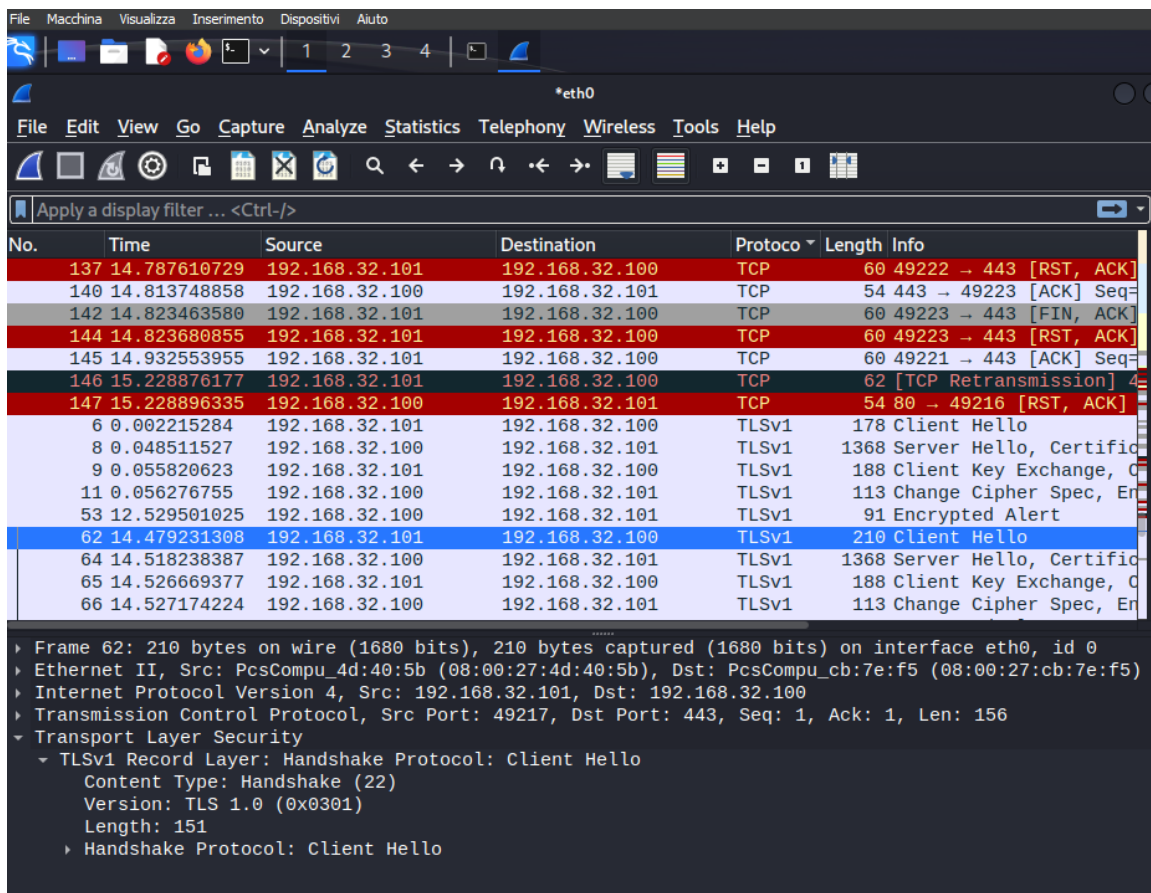 File Macchina Visualizza Inserimento Dispositivi Aiuto
1 2 3 4
*eth0
File Edit View Go Capture Analyze Statistics Telephony Wireless Tools Help
Apply a display filter … <Ctrl-/>
No. Time Source Destination Protoco Length Info
137 14.787610729 192.168.32.101 192.168.32.100 TCP 60 49222 → 443 [RST, ACK]
140 14.813748858 192.168.32.100 192.168.32.101 TCP 54 443 → 49223 [ACK] Seq=
142 14.823463580 192.168.32.101 192.168.32.100 TCP 60 49223 → 443 [FIN, ACK]
144 14.823680855 192.168.32.101 192.168.32.100 TCP 60 49223 → 443 [RST, ACK]
145 14.932553955 192.168.32.101 192.168.32.100 TCP 60 49221 → 443 [ACK] Seq=
146 15.228876177 192.168.32.101 192.168.32.100 TCP 62 [TCP Retransmission] 4
147 15.228896335 192.168.32.100 192.168.32.101 TCP 54 80 → 49216 [RST, ACK]
6 0.002215284 192.168.32.101 192.168.32.100 TLSv1 178 Client Hello
8 0.048511527 192.168.32.100 192.168.32.101 TLSv1 1368 Server Hello, Certific
9 0.055820623 192.168.32.101 192.168.32.100 TLSv1 188 Client Key Exchange, C
11 0.056276755 192.168.32.100 192.168.32.101 TLSv1 113 Change Cipher Spec, En
53 12.529501025 192.168.32.100 192.168.32.101 TLSv1 91 Encrypted Alert
62 14.479231308 192.168.32.101 192.168.32.100 TLSv1 210 Client Hello
64 14.518238387 192.168.32.100 192.168.32.101 TLSv1 1368 Server Hello, Certific
65 14.526669377 192.168.32.101 192.168.32.100 TLSv1 188 Client Key Exchange, C
66 14.527174224 192.168.32.100 192.168.32.101 TLSv1 113 Change Cipher Spec, En
Frame 62: 210 bytes on wire (1680 bits), 210 bytes captured (1680 bits) on interface eth0, id 0
Ethernet II, Src: PcsCompu_4d:40:5b (08:00:27:4d:40:5b), Dst: PcsCompu_cb:7e:f5 (08:00:27:cb:7e:f5)
Internet Protocol Version 4, Src: 192.168.32.101, Dst: 192.168.32.100
Transmission Control Protocol, Src Port: 49217, Dst Port: 443, Seq: 1, Ack: 1, Len: 156
Transport Layer Security
TLSv1 Record Layer: Handshake Protocol: Client Hello
Content Type: Handshake (22)
Version: TLS 1.0 (0x0301)
Length: 151
Handshake Protocol: Client Hello